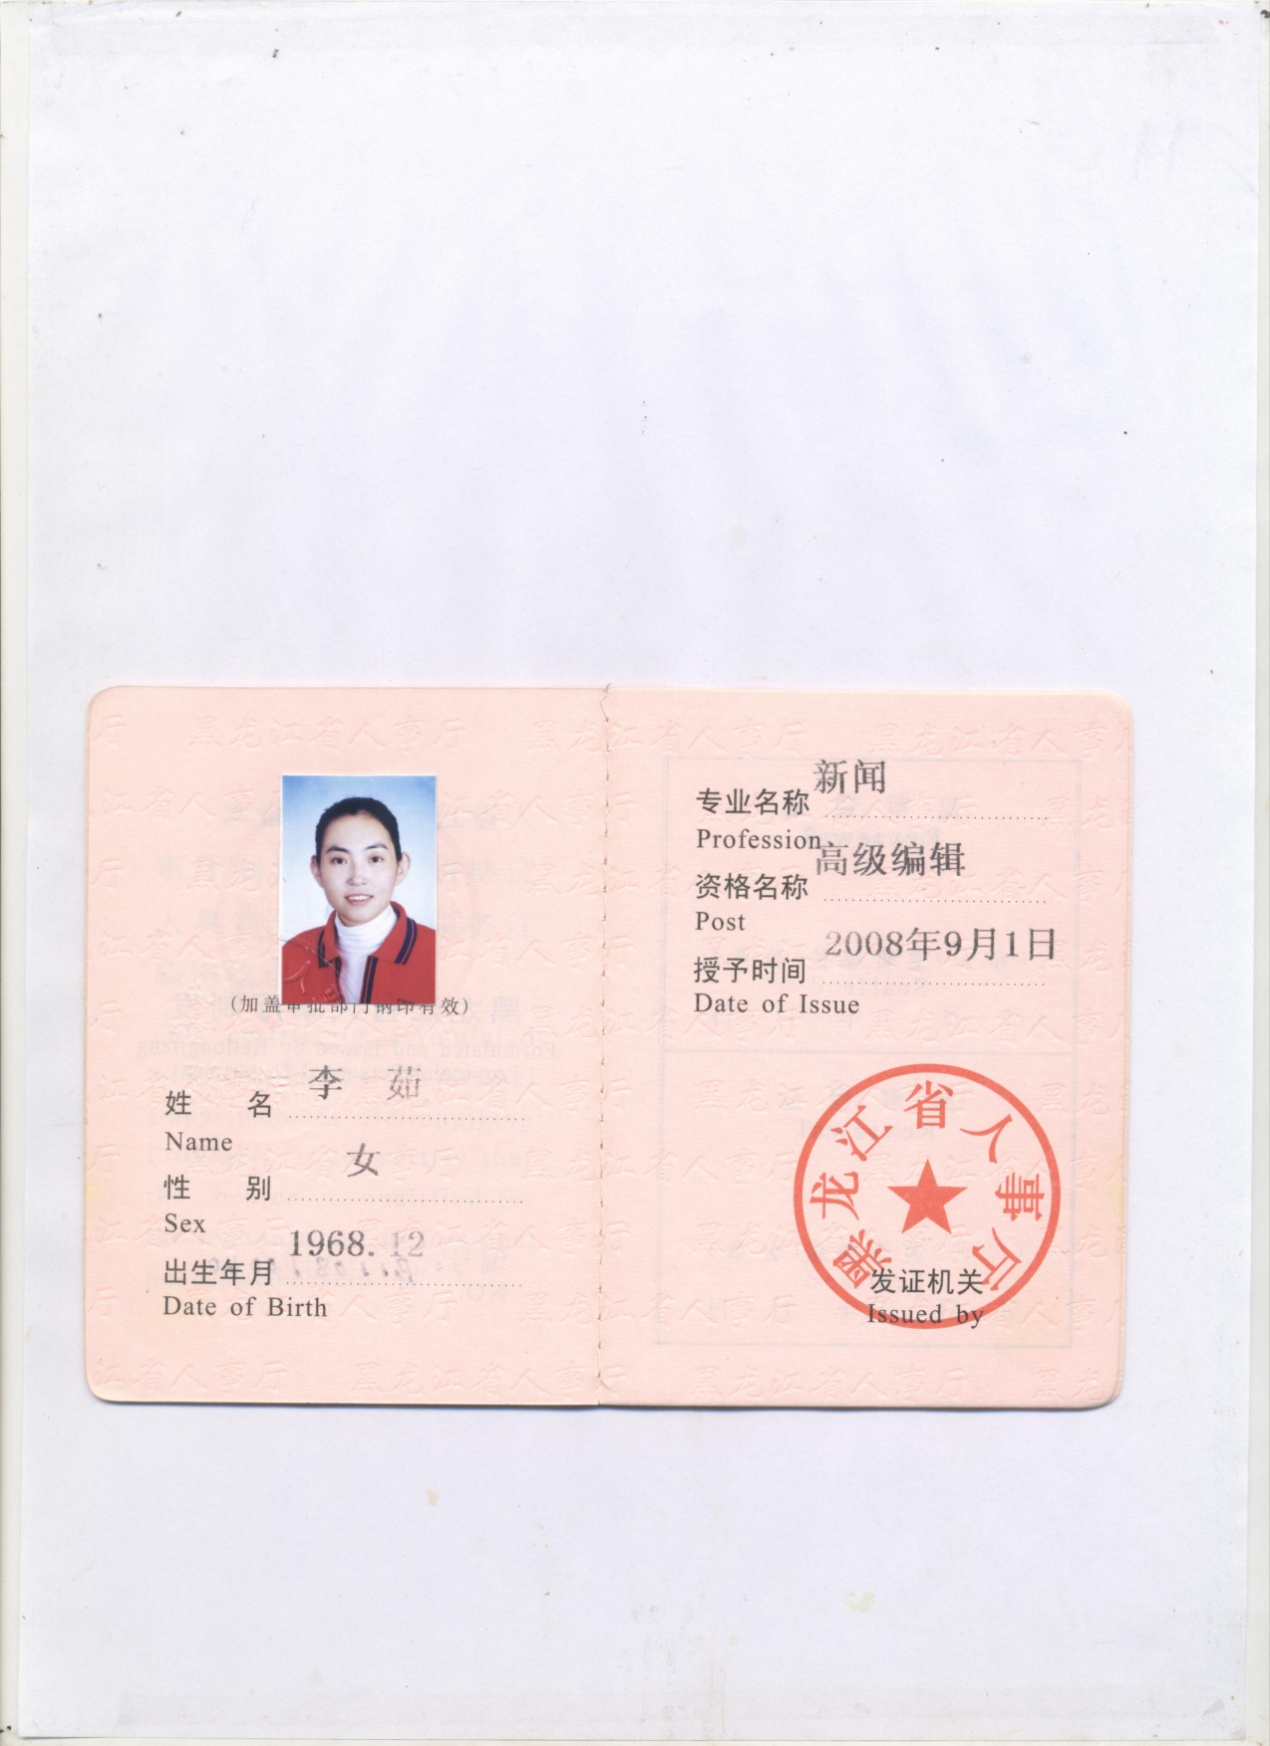 (加盖审批部门钢印有效)
姓 名 李 茹
Name
性 别 女
Sex
出生年月 1968.12
Date of Birth
专业名称 新闻
Profession
资格名称 高级编辑
Post
授予时间 2008年9月1日
Date of Issue
黑龙江省人事厅
发证机关
Issued by